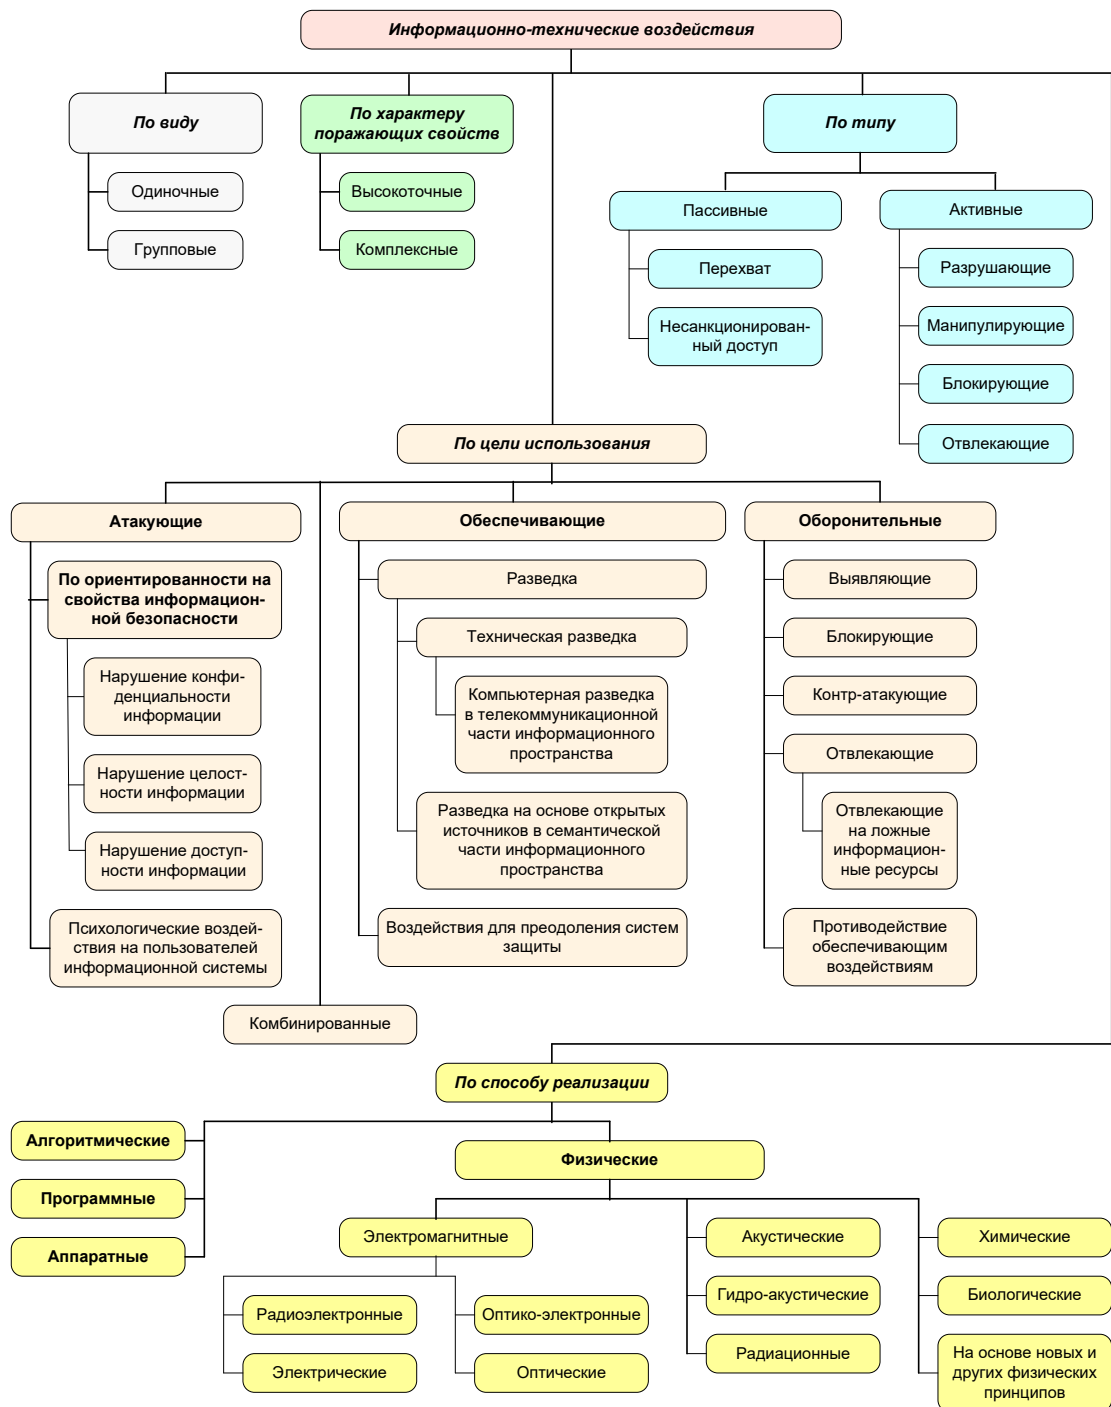 Информационно-технические воздействия
По виду
Одиночные
Групповые
По характеру
поражающих свойств
Высокоточные
Комплексные
По типу
Пассивные
Перехват
Несанкционирован-
ный доступ
Активные
Разрушающие
Манипулирующие
Блокирующие
Отвлекающие
По цели использования
Атакующие
По ориентированности на
свойства информацион-
ной безопасности
Нарушение конфи-
денциальности
информации
Нарушение целост-
ности информации
Нарушение доступ-
ности информации
Психологические воздей-
ствия на пользователей
информационной системы
Комбинированные
Обеспечивающие
Разведка
Техническая разведка
Компьютерная разведка
в телекоммуникационной
части информационного
пространства
Разведка на основе открытых
источников в семантической
части информационного
пространства
Воздействия для преодоления систем
защиты
Оборонительные
Выявляющие
Блокирующие
Контр-атакующие
Отвлекающие
Отвлекающие
на ложные
информацион-
ные ресурсы
Противодействие
обеспечивающим
воздействиям
По способу реализации
Алгоритмические
Программные
Аппаратные
Физические
Электромагнитные
Радиоэлектронные
Электрические
Оптико-электронные
Оптические
Акустические
Гидро-акустические
Радиационные
Химические
Биологические
На основе новых и
других физических
принципов